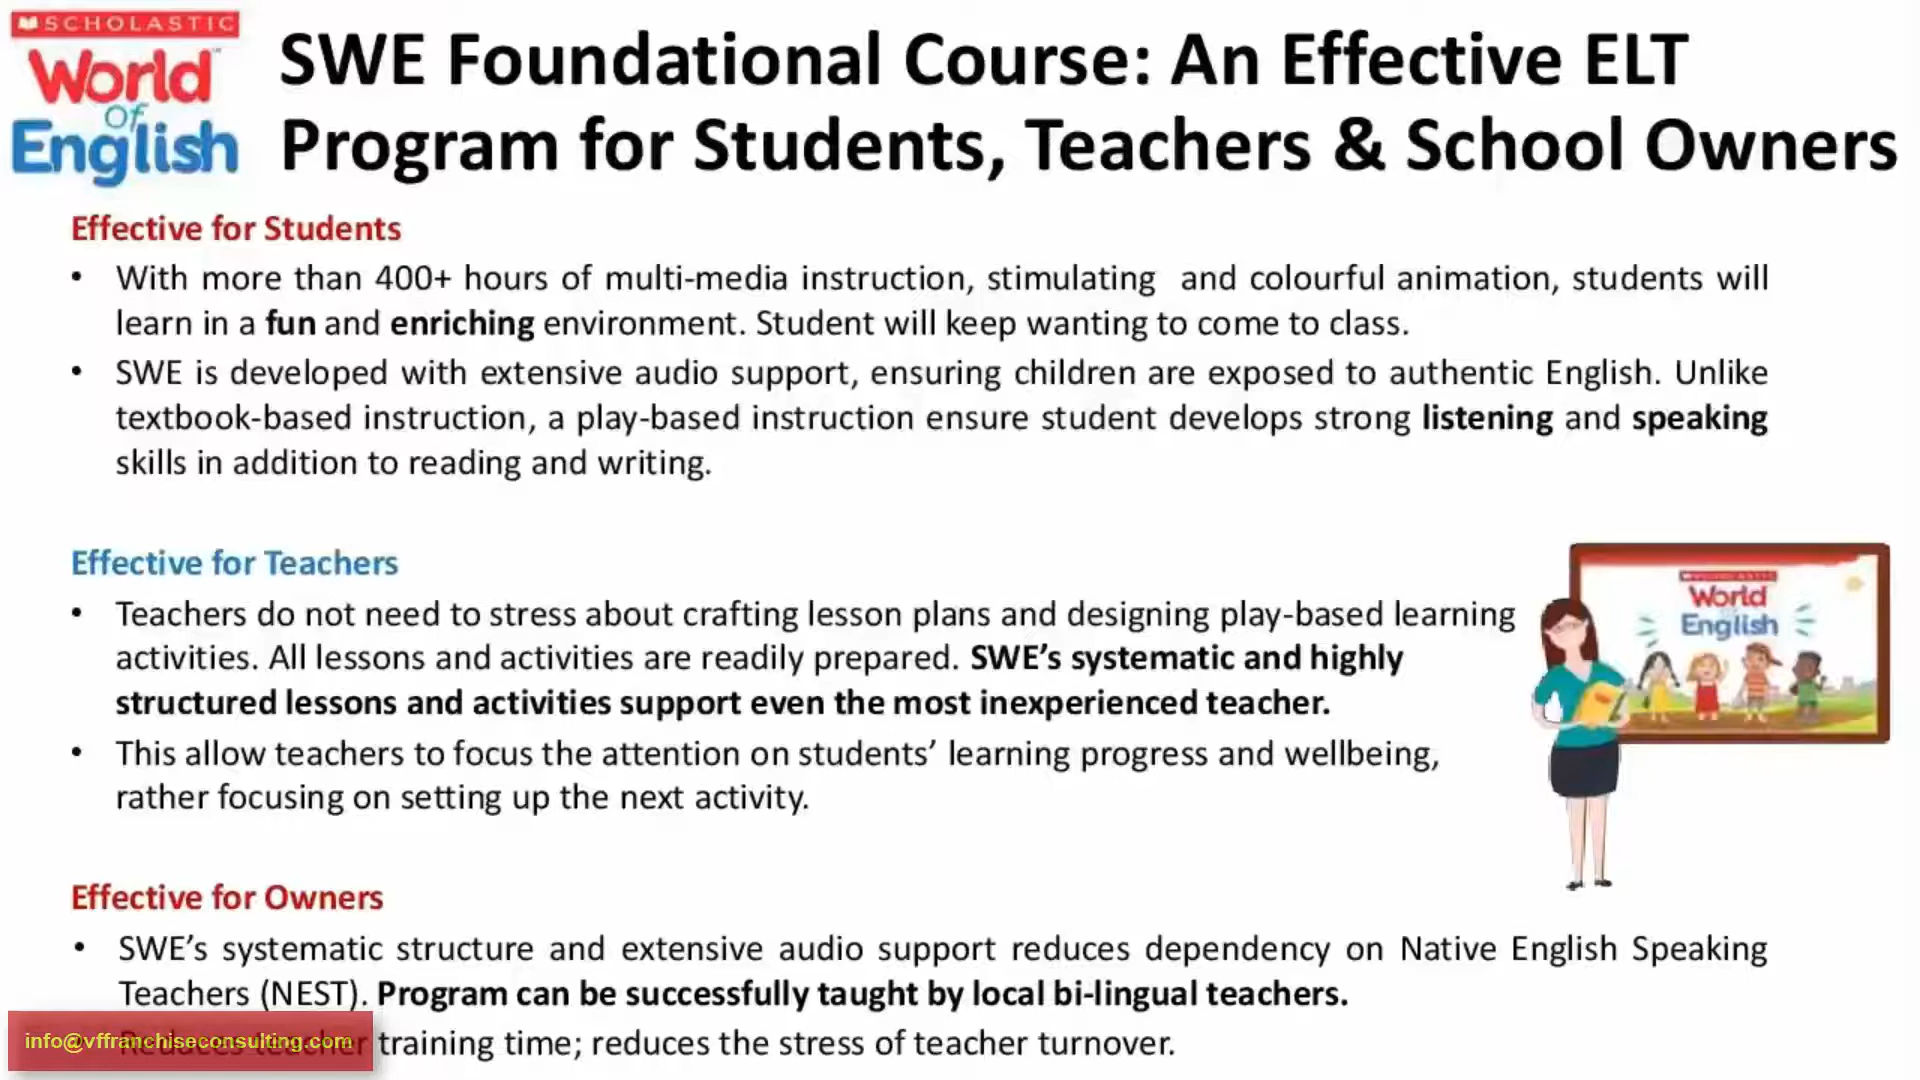 SCHOLASTIC
World
Of
English
SWE Foundational Course: An Effective ELT
Program for Students, Teachers & School Owners
Effective for Students
• With more than 400+ hours of multi-media instruction, stimulating and colourful animation, students will
learn in a fun and enriching environment. Student will keep wanting to come to class.
• SWE is developed with extensive audio support, ensuring children are exposed to authentic English. Unlike
textbook-based instruction, a play-based instruction ensure student develops strong listening and speaking
skills in addition to reading and writing.
Effective for Teachers
• Teachers do not need to stress about crafting lesson plans and designing play-based learning
activities. All lessons and activities are readily prepared. SWE's systematic and highly
structured lessons and activities support even the most inexperienced teacher.
• This allow teachers to focus the attention on students' learning progress and wellbeing,
rather focusing on setting up the next activity.
SCHOLASTIC
World
English
Effective for Owners
• SWE's systematic structure and extensive audio support reduces dependency on Native English Speaking
Teachers (NEST). Program can be successfully taught by local bi-lingual teachers.
Reduces teacher training time; reduces the stress of teacher turnover.
info@vffranchiseconsulting.com